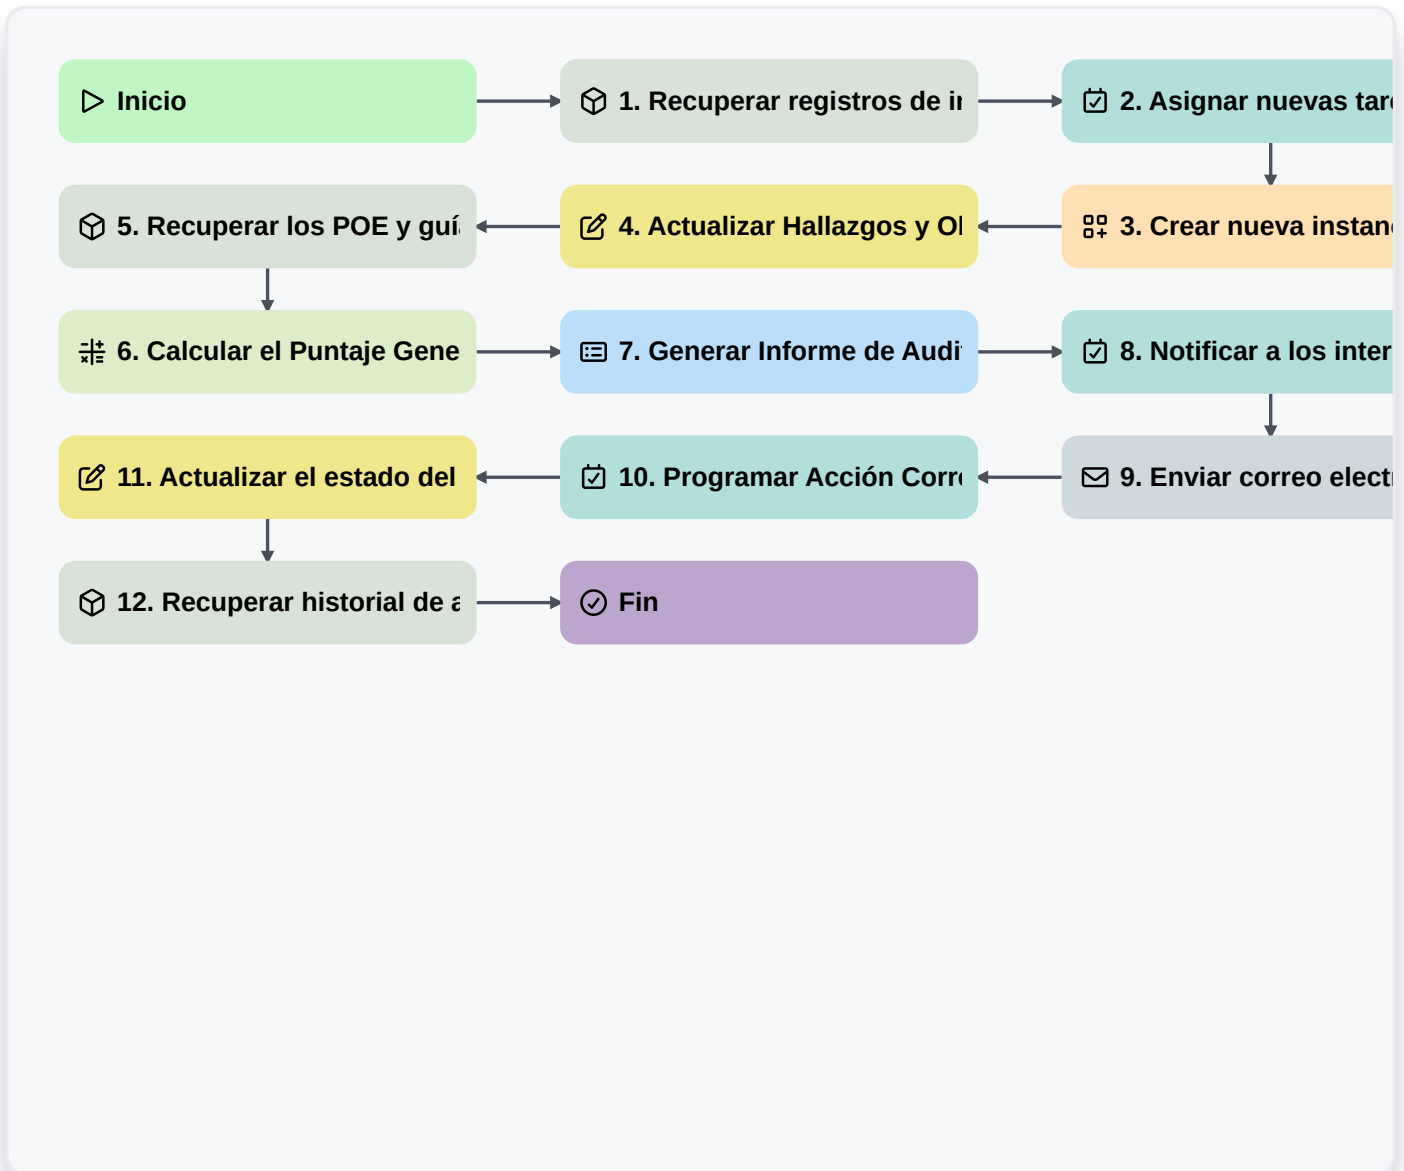 Inicio
1. Recuperar registros de
2. Asignar nuevas
5. Recuperar los POE y
4. Actualizar Hallazgos y
3. Crear nueva
6. Calcular el Puntaje
7. Generar Informe de
8. Notificar a los
11. Actualizar el estado del
10. Programar Acción
9. Enviar correo
12. Recuperar historial de
Fin